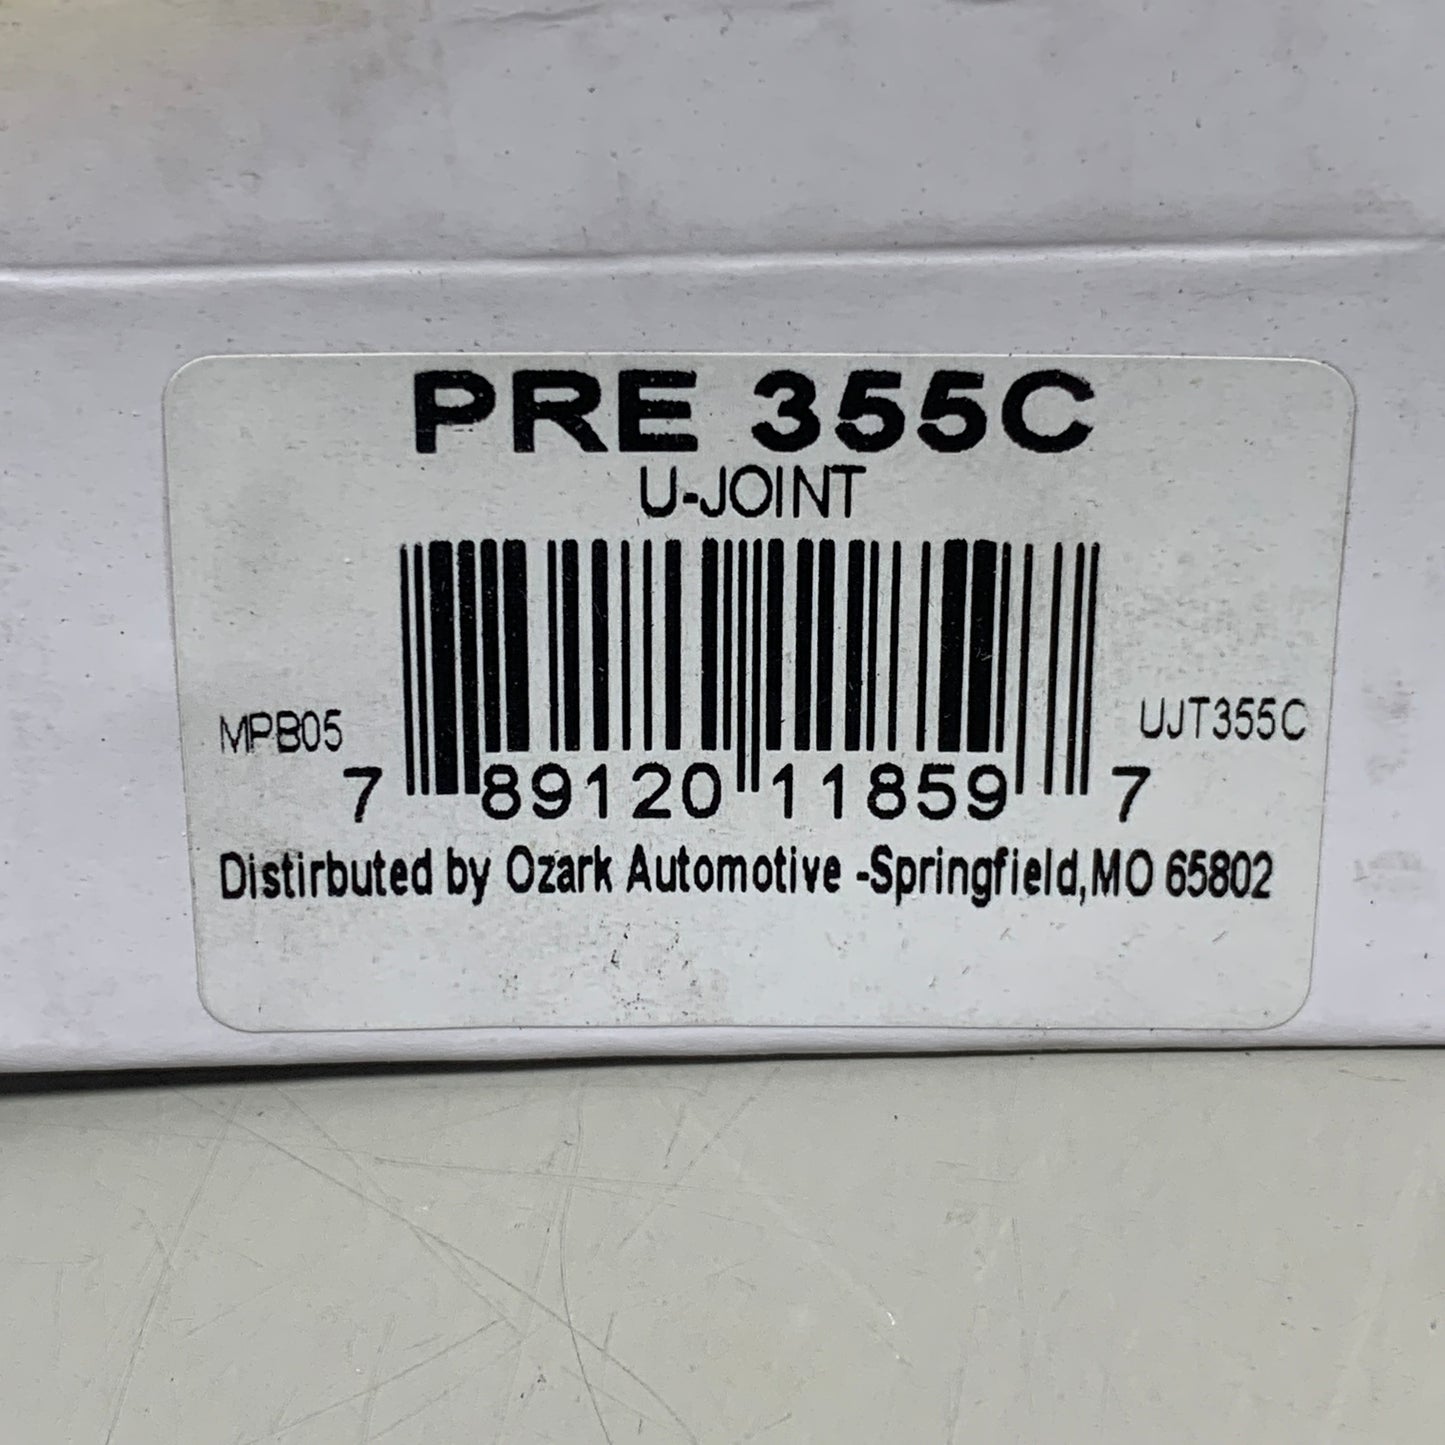 PRE 355C
U-JOINT
MPB05
UJT355C
7 89120 11859 7
Distirbuted by Ozark Automotive -Springfield,MO 65802